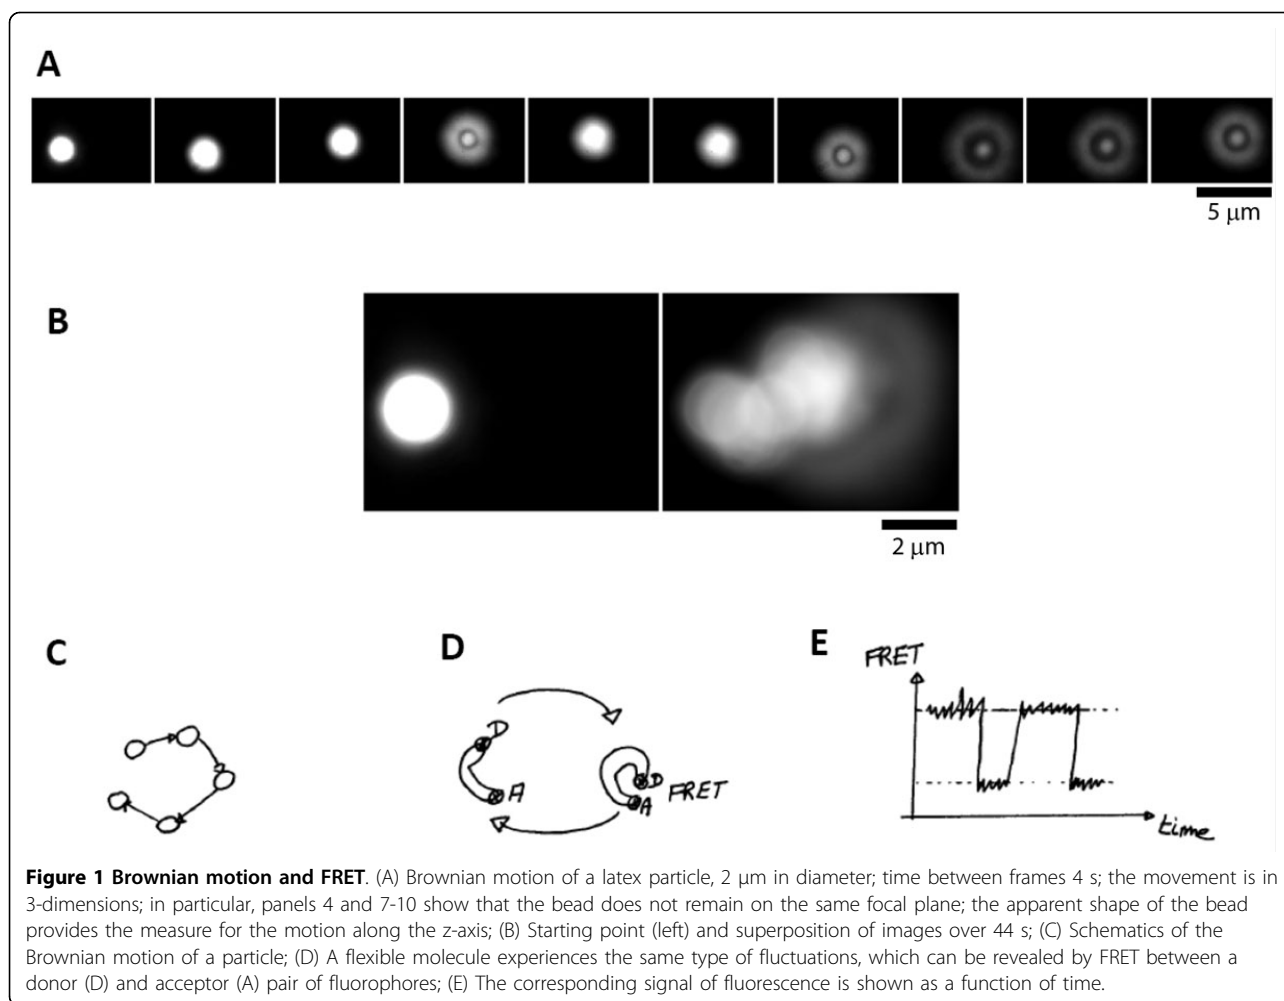 A
5 μm
B
2 μm
C
D
E
D
A
D
A
FRET
FRET
time
Figure 1 Brownian motion and FRET. (A) Brownian motion of a latex particle, 2 μm in diameter; time between frames 4 s; the movement is in
3-dimensions; in particular, panels 4 and 7-10 show that the bead does not remain on the same focal plane; the apparent shape of the bead
provides the measure for the motion along the z-axis; (B) Starting point (left) and superposition of images over 44 s; (C) Schematics of the
Brownian motion of a particle; (D) A flexible molecule experiences the same type of fluctuations, which can be revealed by FRET between a
donor (D) and acceptor (A) pair of fluorophores; (E) The corresponding signal of fluorescence is shown as a function of time.